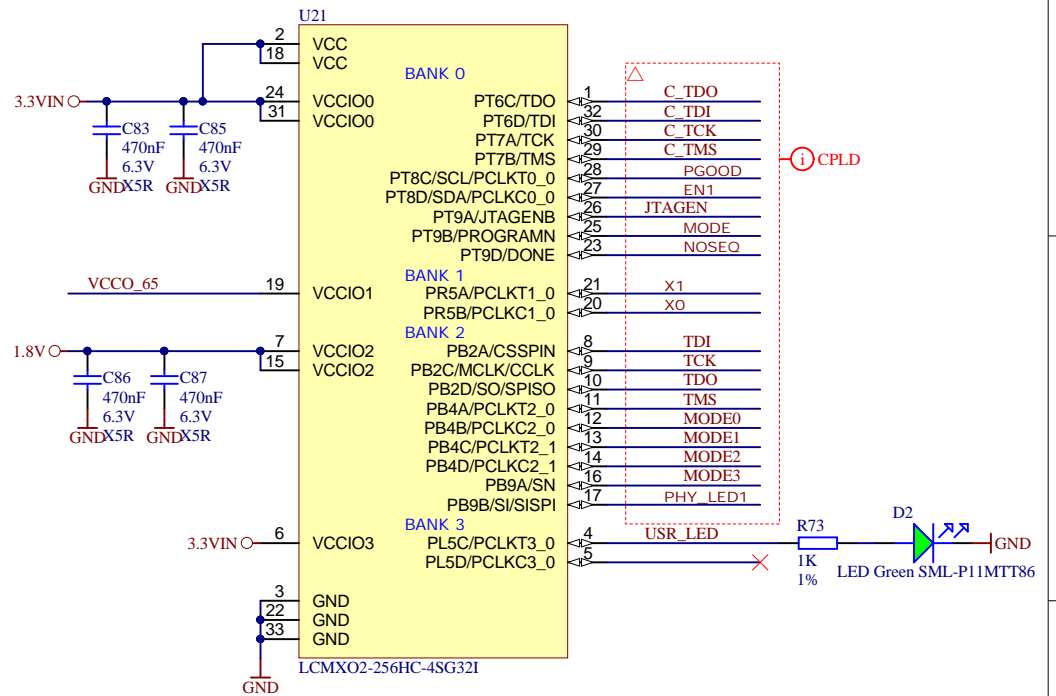 U21
2 VCC
18 VCC
BANK 0
3.3VIN
24 VCCIO0
31 VCCIO0
C83
470nF
6.3V
X5R
GND
C85
470nF
6.3V
X5R
GND
PT6C/TDO 1 C_TDO
PT6D/TDI 32 C_TDI
PT7A/TCK 30 C_TCK
PT7B/TMS 29 C_TMS
PT8C/SCL/PCLKT0_0 28 PGOOD
PT8D/SDA/PCLKC0_0 27 EN1
PT9A/JTAGENB 26 JTAGEN
PT9B/PROGRAMN 25 MODE
PT9D/DONE 23 NOSEQ
i CPLD
BANK 1
VCCO_65 19 VCCIO1
PR5A/PCLKT1_0 21 X1
PR5B/PCLKC1_0 20 X0
BANK 2
1.8V
7 VCCIO2
15 VCCIO2
C86
470nF
6.3V
X5R
GND
C87
470nF
6.3V
X5R
GND
PB2A/CSSPIN 8 TDI
PB2C/MCLK/CCLK 9 TCK
PB2D/SO/SPISO 10 TDO
PB4A/PCLKT2_0 11 TMS
PB4B/PCLKC2_0 12 MODE0
PB4C/PCLKT2_1 13 MODE1
PB4D/PCLKC2_1 14 MODE2
PB9A/SN 16 MODE3
PB9B/SI/SISPI 17 PHY_LED1
BANK 3
3.3VIN 6 VCCIO3
PL5C/PCLKT3_0 4 USR_LED
PL5D/PCLKC3_0 5
R73
1K
1%
D2
LED Green SML-P11MTT86
GND
3 GND
22 GND
33 GND
GND
LCMXO2-256HC-4SG32I